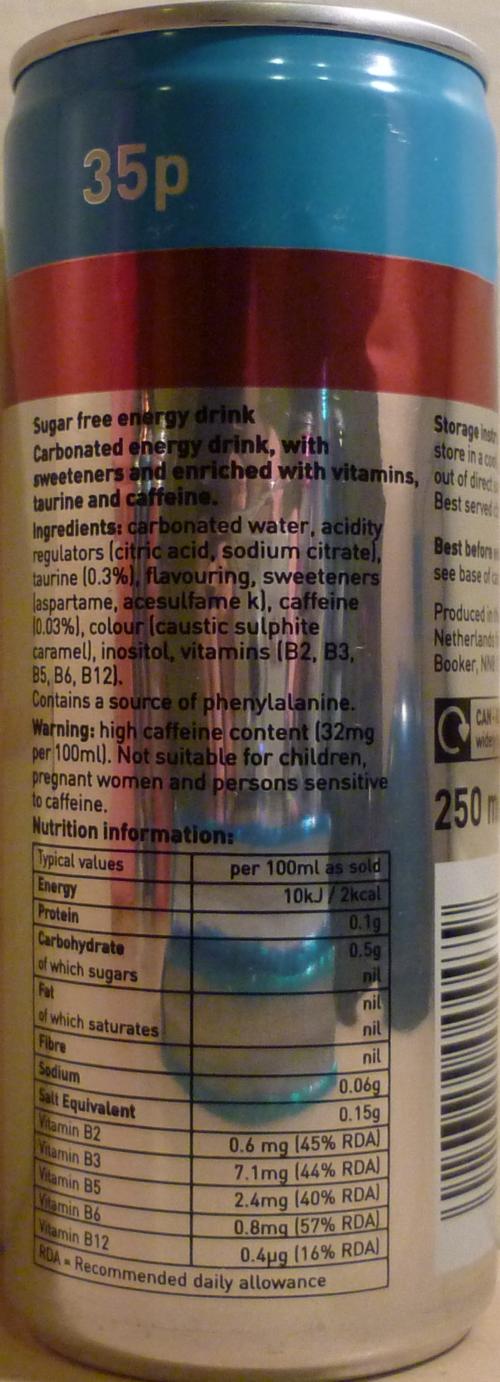 35p
Sugar free energy drink
Carbonated energy drink, with
sweeteners and enriched with vitamins,
taurine and caffeine.
Ingredients: carbonated water, acidity
regulators (citric acid, sodium citrate),
taurine (0.3%), flavouring, sweeteners
(aspartame, acesulfame k), caffeine
(0.03%), colour (caustic sulphite
caramel), inositol, vitamins (B2, B3,
B5, B6, B12).
Contains a source of phenylalanine.
Warning: high caffeine content (32mg
per 100ml). Not suitable for children,
pregnant women and persons sensitive
to caffeine.
Nutrition information:
Typical values per 100ml as sold
Energy 10kJ / 2kcal
Protein 0.1g
Carbohydrate 0.5g
of which sugars nil
Fat nil
of which saturates nil
Fibre nil
Sodium 0.06g
Salt Equivalent 0.15g
Vitamin B2 0.6 mg (45% RDA)
Vitamin B3 7.1mg (44% RDA)
Vitamin B5 2.4mg (40% RDA)
Vitamin B6 0.8mg (57% RDA)
Vitamin B12 0.4µg (16% RDA)
RDA = Recommended daily allowance
Storage
store in a
out of direct
Best served
Best before
see base of
Produced in
Netherlands
Booker,
CAN
250